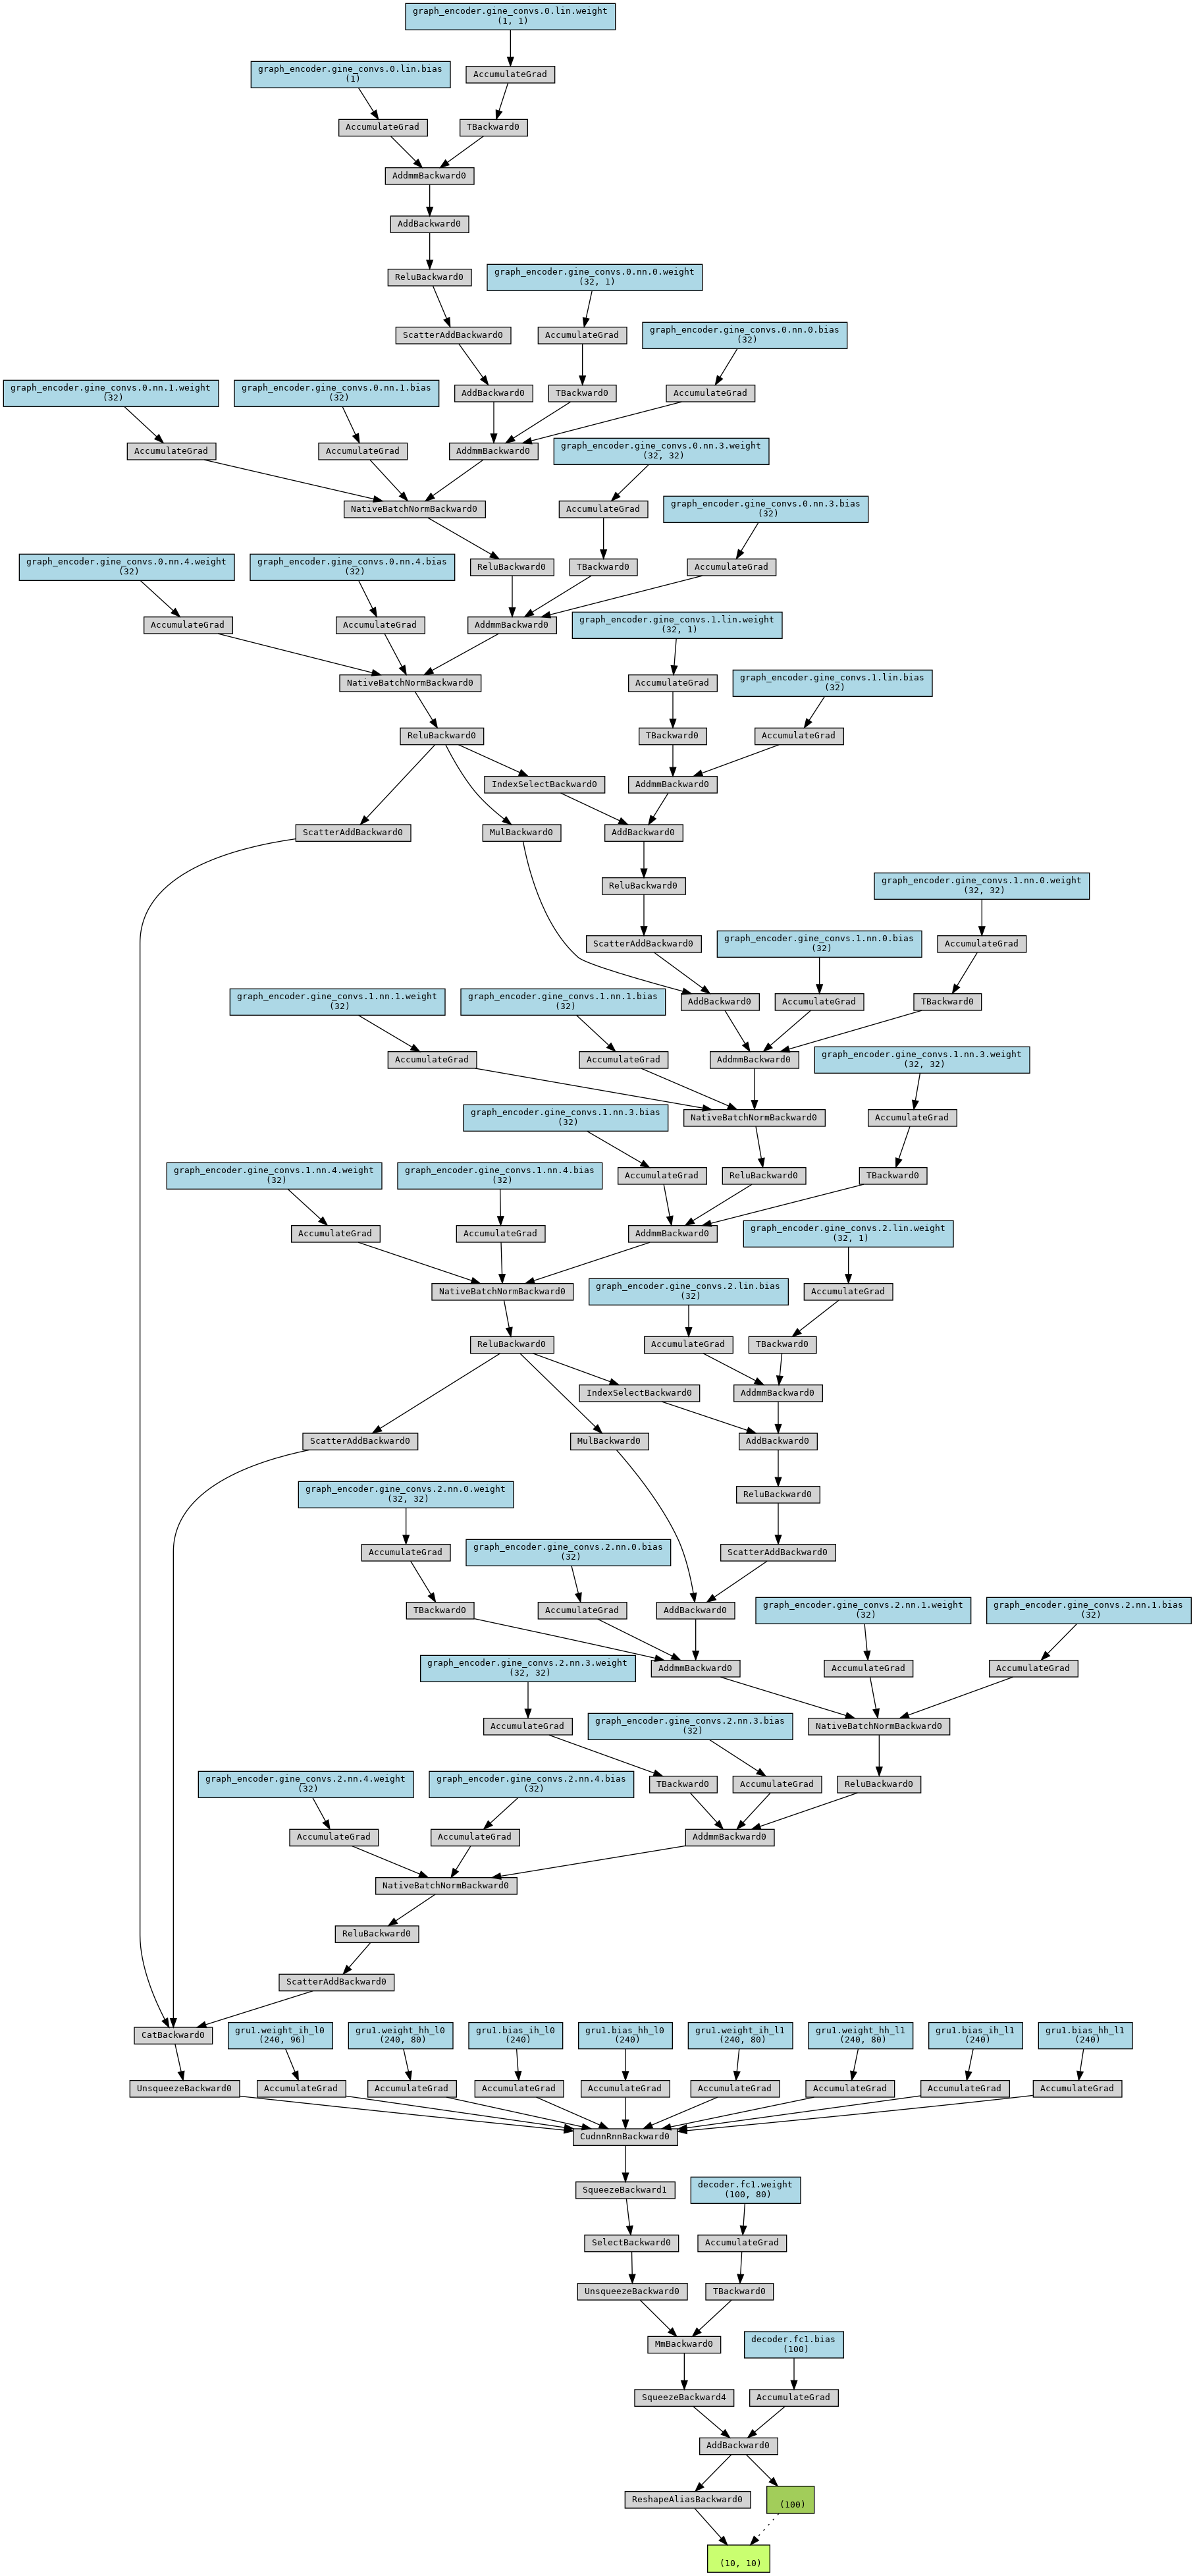 graph_encoder.gine_convs.0.lin.weight
(1, 1)
graph_encoder.gine_convs.0.lin.bias
(1)
AccumulateGrad
AccumulateGrad
TBackward0
AddmmBackward0
AddBackward0
ReluBackward0
graph_encoder.gine_convs.0.nn.0.weight
(32, 1)
ScatterAddBackward0
AccumulateGrad
graph_encoder.gine_convs.0.nn.0.bias
(32)
graph_encoder.gine_convs.0.nn.1.weight
(32)
graph_encoder.gine_convs.0.nn.1.bias
(32)
AddBackward0
TBackward0
AccumulateGrad
AccumulateGrad
AccumulateGrad
AddmmBackward0
graph_encoder.gine_convs.0.nn.3.weight
(32, 32)
NativeBatchNormBackward0
AccumulateGrad
graph_encoder.gine_convs.0.nn.3.bias
(32)
graph_encoder.gine_convs.0.nn.4.weight
(32)
graph_encoder.gine_convs.0.nn.4.bias
(32)
ReluBackward0
TBackward0
AccumulateGrad
AccumulateGrad
AccumulateGrad
AddmmBackward0
graph_encoder.gine_convs.1.lin.weight
(32, 1)
NativeBatchNormBackward0
AccumulateGrad
graph_encoder.gine_convs.1.lin.bias
(32)
ReluBackward0
TBackward0
AccumulateGrad
IndexSelectBackward0
AddmmBackward0
ScatterAddBackward0
MulBackward0
AddBackward0
ReluBackward0
graph_encoder.gine_convs.1.nn.0.weight
(32, 32)
ScatterAddBackward0
graph_encoder.gine_convs.1.nn.0.bias
(32)
AccumulateGrad
graph_encoder.gine_convs.1.nn.1.weight
(32)
graph_encoder.gine_convs.1.nn.1.bias
(32)
AddBackward0
AccumulateGrad
TBackward0
AccumulateGrad
AccumulateGrad
AddmmBackward0
graph_encoder.gine_convs.1.nn.3.weight
(32, 32)
graph_encoder.gine_convs.1.nn.3.bias
(32)
NativeBatchNormBackward0
AccumulateGrad
graph_encoder.gine_convs.1.nn.4.weight
(32)
graph_encoder.gine_convs.1.nn.4.bias
(32)
AccumulateGrad
ReluBackward0
TBackward0
AccumulateGrad
AccumulateGrad
AddmmBackward0
graph_encoder.gine_convs.2.lin.weight
(32, 1)
NativeBatchNormBackward0
graph_encoder.gine_convs.2.lin.bias
(32)
AccumulateGrad
ReluBackward0
AccumulateGrad
TBackward0
IndexSelectBackward0
AddmmBackward0
ScatterAddBackward0
MulBackward0
AddBackward0
graph_encoder.gine_convs.2.nn.0.weight
(32, 32)
ReluBackward0
AccumulateGrad
graph_encoder.gine_convs.2.nn.0.bias
(32)
ScatterAddBackward0
TBackward0
AccumulateGrad
AddBackward0
graph_encoder.gine_convs.2.nn.1.weight
(32)
graph_encoder.gine_convs.2.nn.1.bias
(32)
graph_encoder.gine_convs.2.nn.3.weight
(32, 32)
AddmmBackward0
AccumulateGrad
AccumulateGrad
AccumulateGrad
graph_encoder.gine_convs.2.nn.3.bias
(32)
NativeBatchNormBackward0
graph_encoder.gine_convs.2.nn.4.weight
(32)
graph_encoder.gine_convs.2.nn.4.bias
(32)
TBackward0
AccumulateGrad
ReluBackward0
AccumulateGrad
AccumulateGrad
AddmmBackward0
NativeBatchNormBackward0
ReluBackward0
ScatterAddBackward0
CatBackward0
gru1.weight_ih_l0
(240, 96)
gru1.weight_hh_l0
(240, 80)
gru1.bias_ih_l0
(240)
gru1.bias_hh_l0
(240)
gru1.weight_ih_l1
(240, 80)
gru1.weight_hh_l1
(240, 80)
gru1.bias_ih_l1
(240)
gru1.bias_hh_l1
(240)
UnsqueezeBackward0
AccumulateGrad
AccumulateGrad
AccumulateGrad
AccumulateGrad
AccumulateGrad
AccumulateGrad
AccumulateGrad
AccumulateGrad
CudnnRnnBackward0
SqueezeBackward1
decoder.fc1.weight
(100, 80)
SelectBackward0
AccumulateGrad
UnsqueezeBackward0
TBackward0
MmBackward0
decoder.fc1.bias
(100)
SqueezeBackward4
AccumulateGrad
AddBackward0
ReshapeAliasBackward0
(100)
(10, 10)